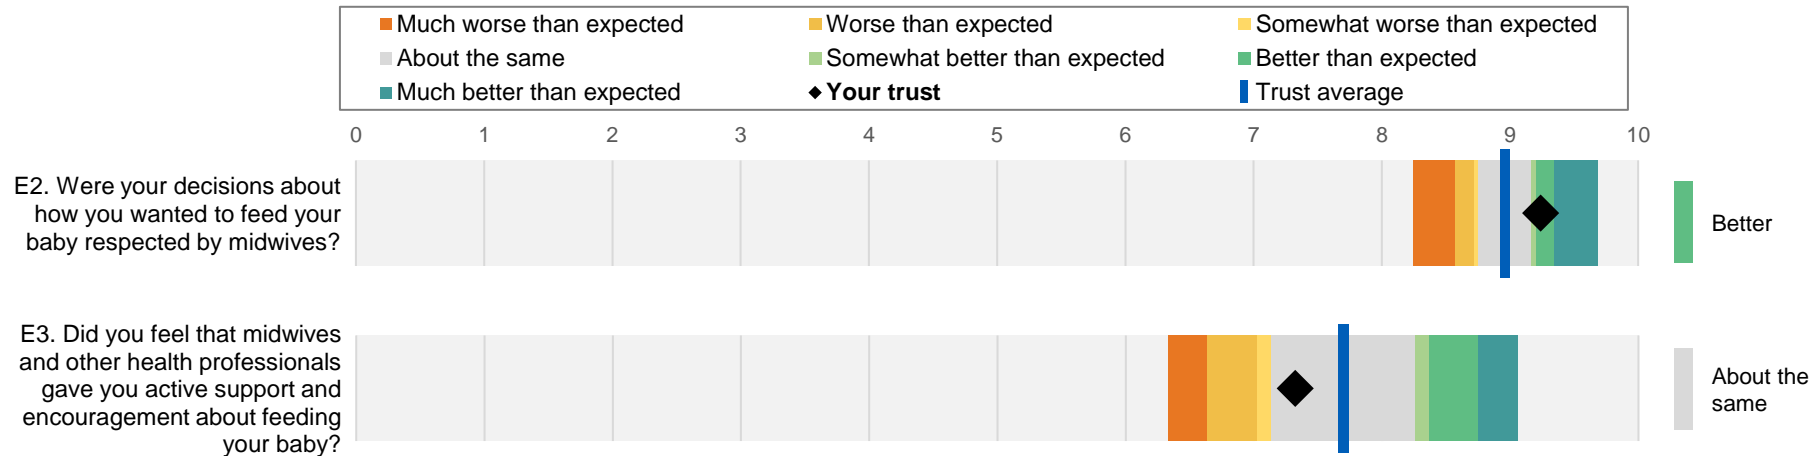 Much worse than expected
Worse than expected
Somewhat worse than expected
About the same
Somewhat better than expected
Better than expected
Much better than expected
Your trust
Trust average
0 1 2 3 4 5 6 7 8 9 10
E2. Were your decisions about
how you wanted to feed your
baby respected by midwives?
Better
E3. Did you feel that midwives
and other health professionals
gave you active support and
encouragement about feeding
your baby?
About the
same